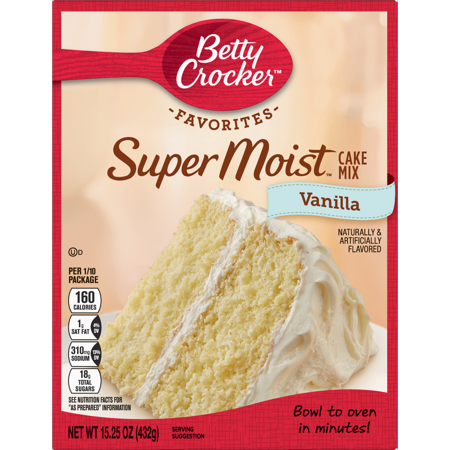 Betty
Crocker™
-FAVORITES-
Super Moist™ CAKE
MIX
Vanilla
NATURALLY &
ARTIFICIALLY
FLAVORED
Ⓤ D
PER 1/10
PACKAGE
160
CALORIES
1g
SAT FAT
310mg
SODIUM
18g
TOTAL
SUGARS
SEE NUTRITION FACTS FOR
"AS PREPARED" INFORMATION
NET WT 15.25 OZ (432g)
SERVING
SUGGESTION
Bowl to oven
in minutes!